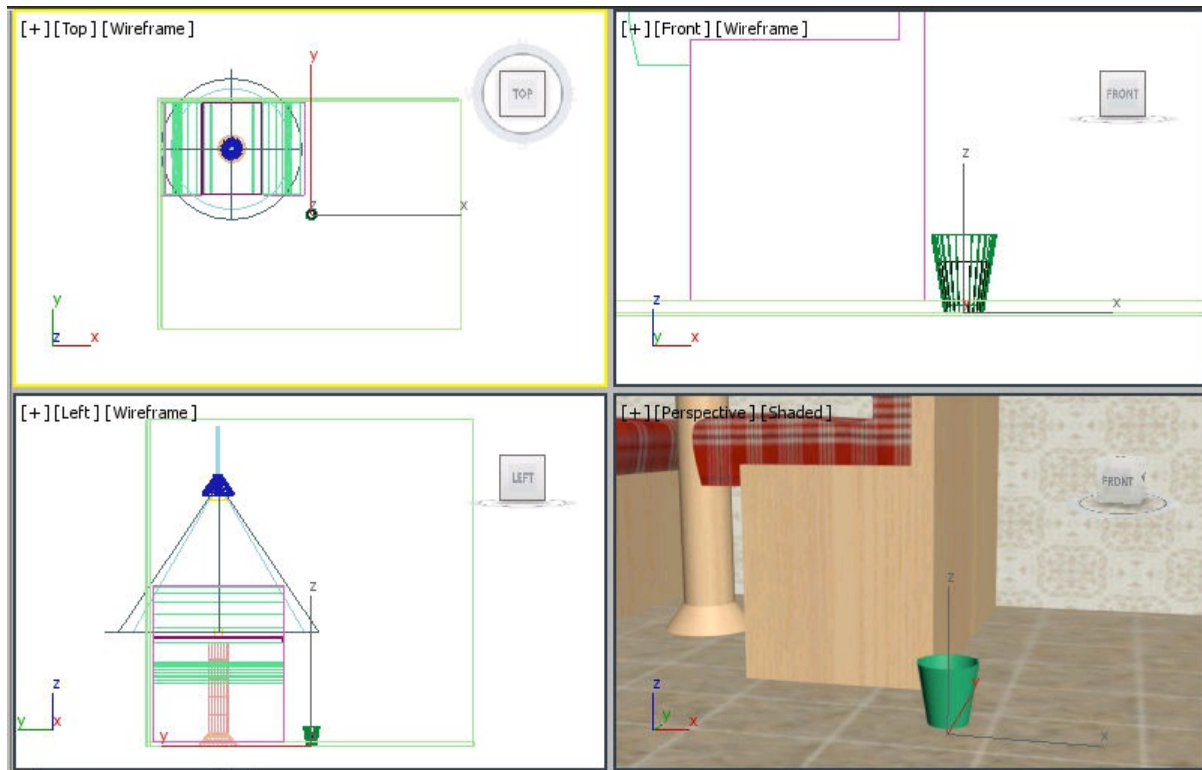 [+] [Top] [Wireframe]
TOP
y
z
x
y
z
x
[+] [Front] [Wireframe]
FRONT
z
x
z
y
x
[+] [Left] [Wireframe]
LEFT
z
y
z
y
x
[+] [Perspective] [Shaded]
FRONT
z
y
x
z
y
x